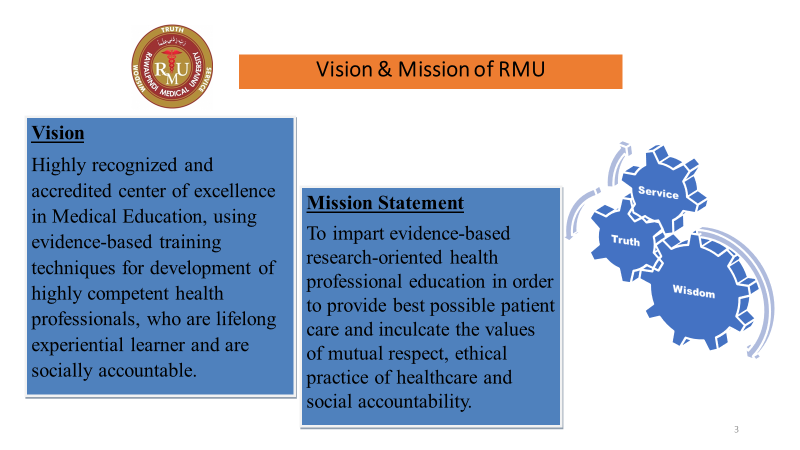 TRUTH
WISDOM
SERVICE
RAWALPINDI MEDICAL UNIVERSITY
RMU
Vision & Mission of RMU
Vision
Highly recognized and
accredited center of excellence
in Medical Education, using
evidence-based training
techniques for development of
highly competent health
professionals, who are lifelong
experiential learner and are
socially accountable.
Mission Statement
To impart evidence-based
research-oriented health
professional education in order
to provide best possible patient
care and inculcate the values
of mutual respect, ethical
practice of healthcare and
social accountability.
Service
Truth
Wisdom
3